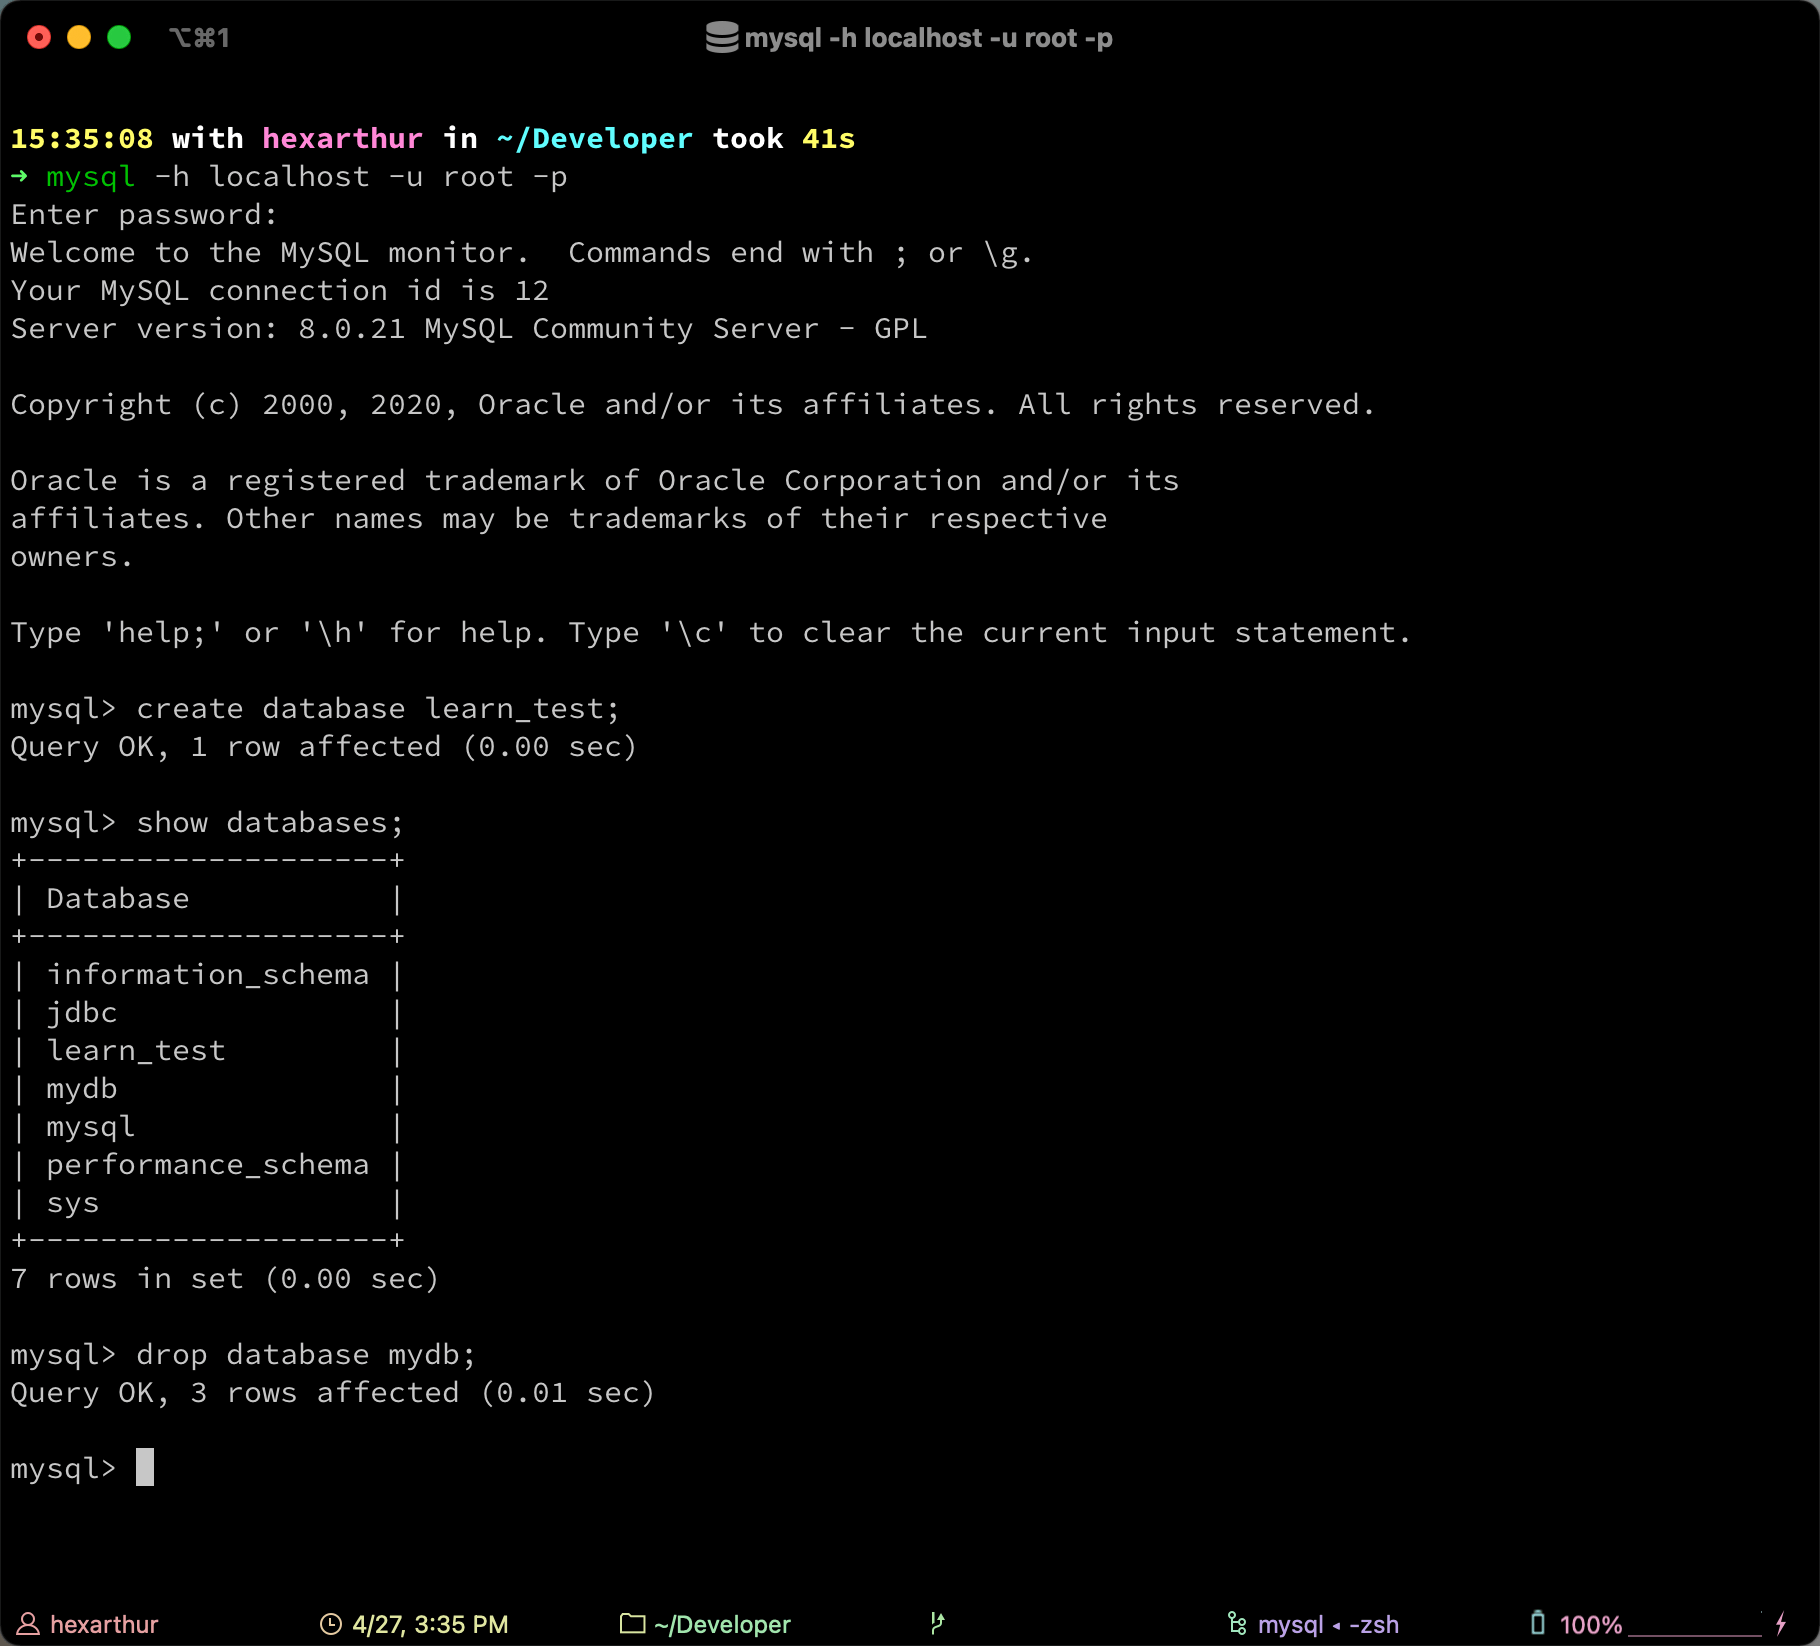 ⌥⌘1 mysql -h localhost -u root -p
15:35:08 with hexarthur in ~/Developer took 41s
➜ mysql -h localhost -u root -p
Enter password:
Welcome to the MySQL monitor.  Commands end with ; or \g.
Your MySQL connection id is 12
Server version: 8.0.21 MySQL Community Server - GPL
Copyright (c) 2000, 2020, Oracle and/or its affiliates. All rights reserved.
Oracle is a registered trademark of Oracle Corporation and/or its
affiliates. Other names may be trademarks of their respective
owners.
Type 'help;' or '\h' for help. Type '\c' to clear the current input statement.
mysql> create database learn_test;
Query OK, 1 row affected (0.00 sec)
mysql> show databases;
+--------------------+
| Database           |
+--------------------+
| information_schema |
| jdbc               |
| learn_test         |
| mydb               |
| mysql              |
| performance_schema |
| sys                |
+--------------------+
7 rows in set (0.00 sec)
mysql> drop database mydb;
Query OK, 3 rows affected (0.01 sec)
mysql>
hexarthur 4/27, 3:35 PM ~/Developer mysql ◂ -zsh 100%